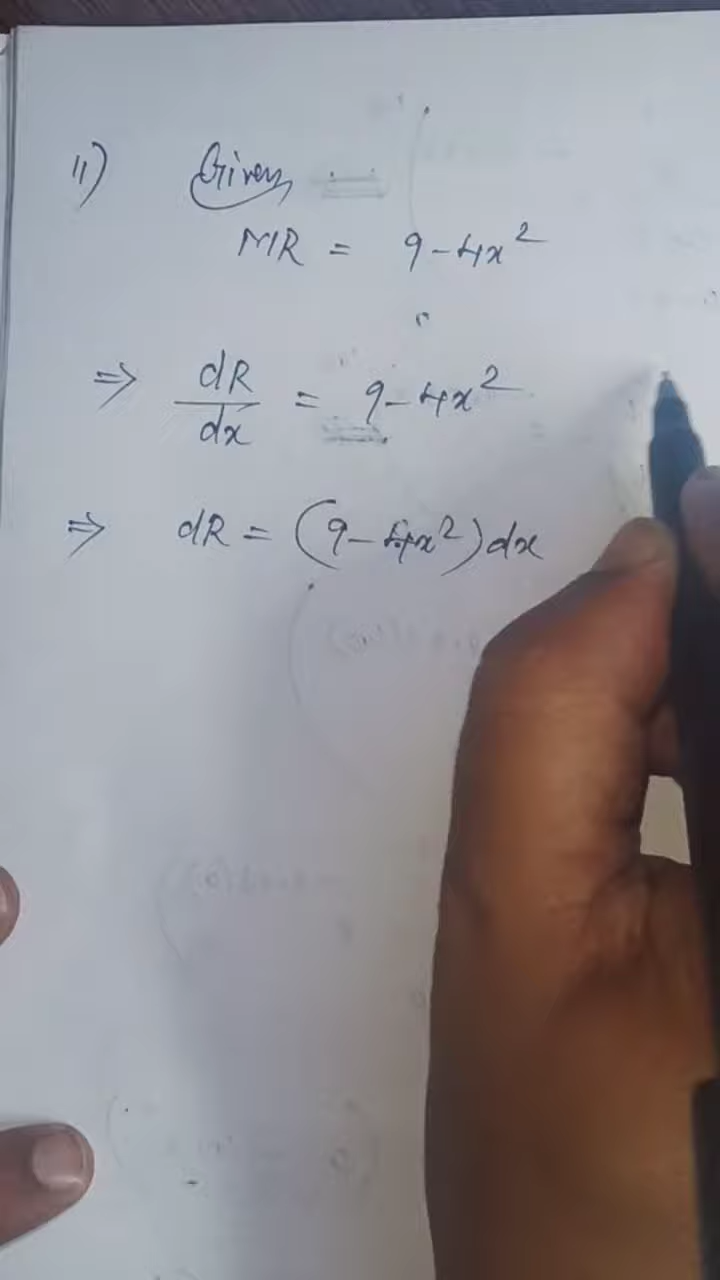 11) Given
MR = 9-4x²
⇒ dR/dx = 9-4x²
⇒ dR = (9-4x²)dx